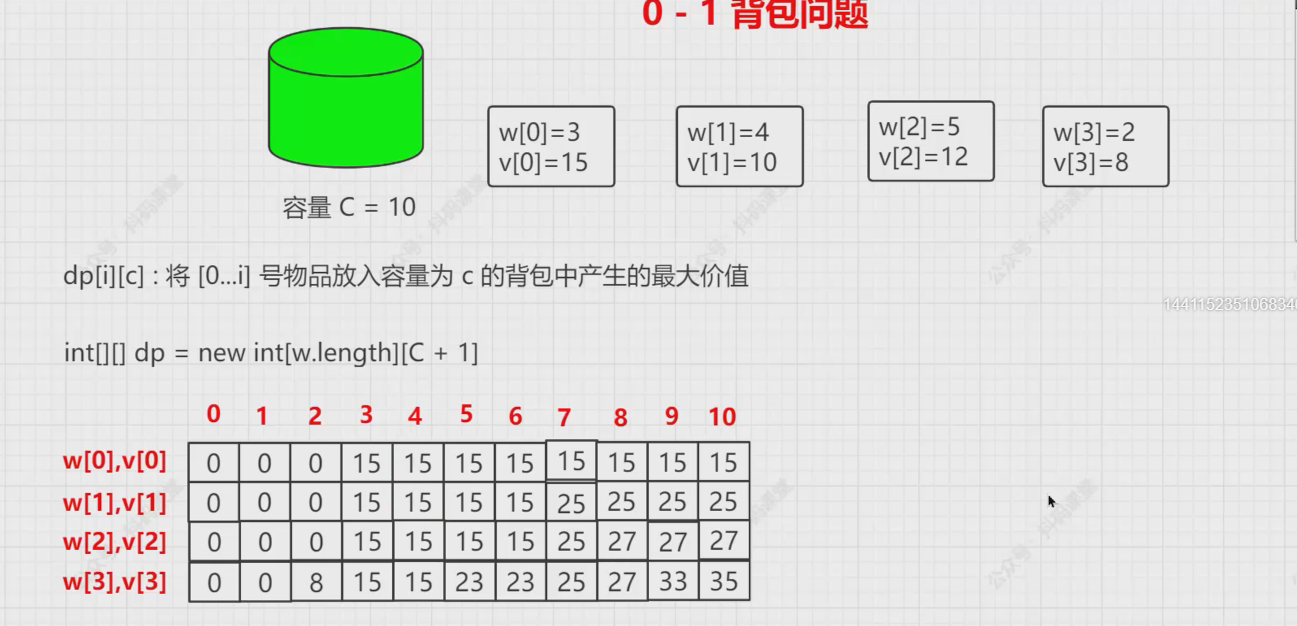 0 - 1 背包问题
w[0]=3
v[0]=15
w[1]=4
v[1]=10
w[2]=5
v[2]=12
w[3]=2
v[3]=8
容量 C = 10
dp[i][c] : 将 [0...i] 号物品放入容量为 c 的背包中产生的最大价值
144115235106834
int[][] dp = new int[w.length][C + 1]
0 1 2 3 4 5 6 7 8 9 10
w[0],v[0] 0 0 0 15 15 15 15 15 15 15 15
w[1],v[1] 0 0 0 15 15 15 15 25 25 25 25
w[2],v[2] 0 0 0 15 15 15 15 25 27 27 27
w[3],v[3] 0 0 8 15 15 23 23 25 27 33 35